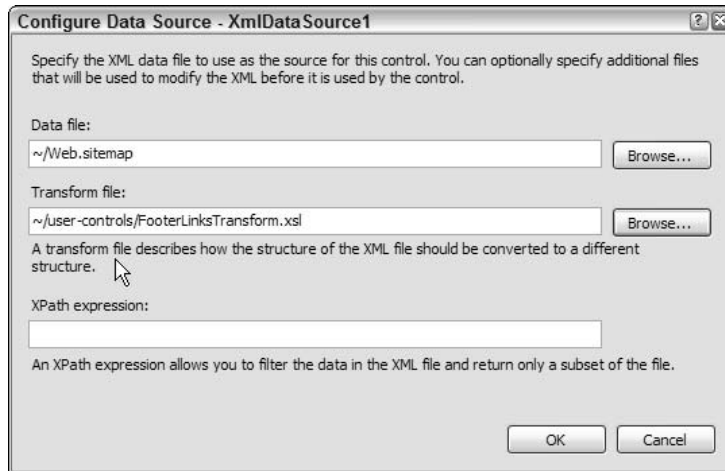 Configure Data Source - XmlDataSource1
Specify the XML data file to use as the source for this control. You can optionally specify additional files
that will be used to modify the XML before it is used by the control.
Data file:
~/Web.sitemap
Browse...
Transform file:
~/user-controls/FooterLinksTransform.xsl
Browse...
A transform file describes how the structure of the XML file should be converted to a different
structure.
XPath expression:
An XPath expression allows you to filter the data in the XML file and return only a subset of the file.
OK
Cancel